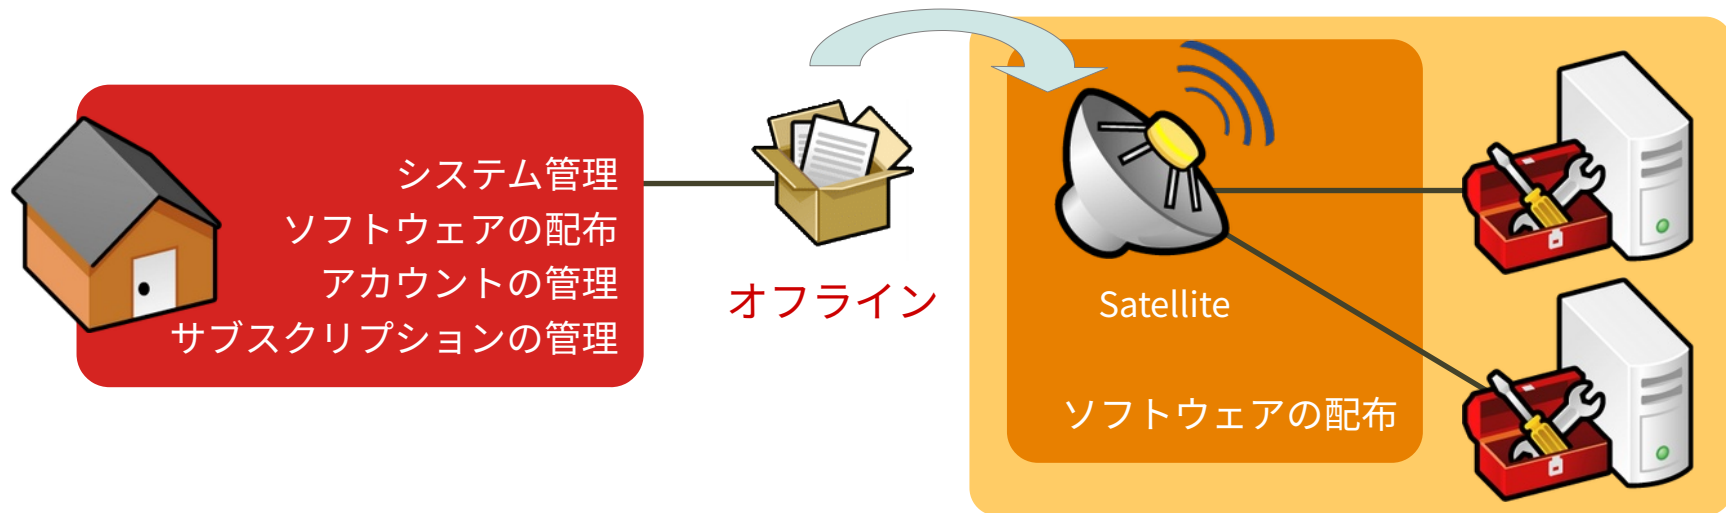 システム管理
ソフトウェアの配布
アカウントの管理
サブスクリプションの管理
オフライン
Satellite
ソフトウェアの配布